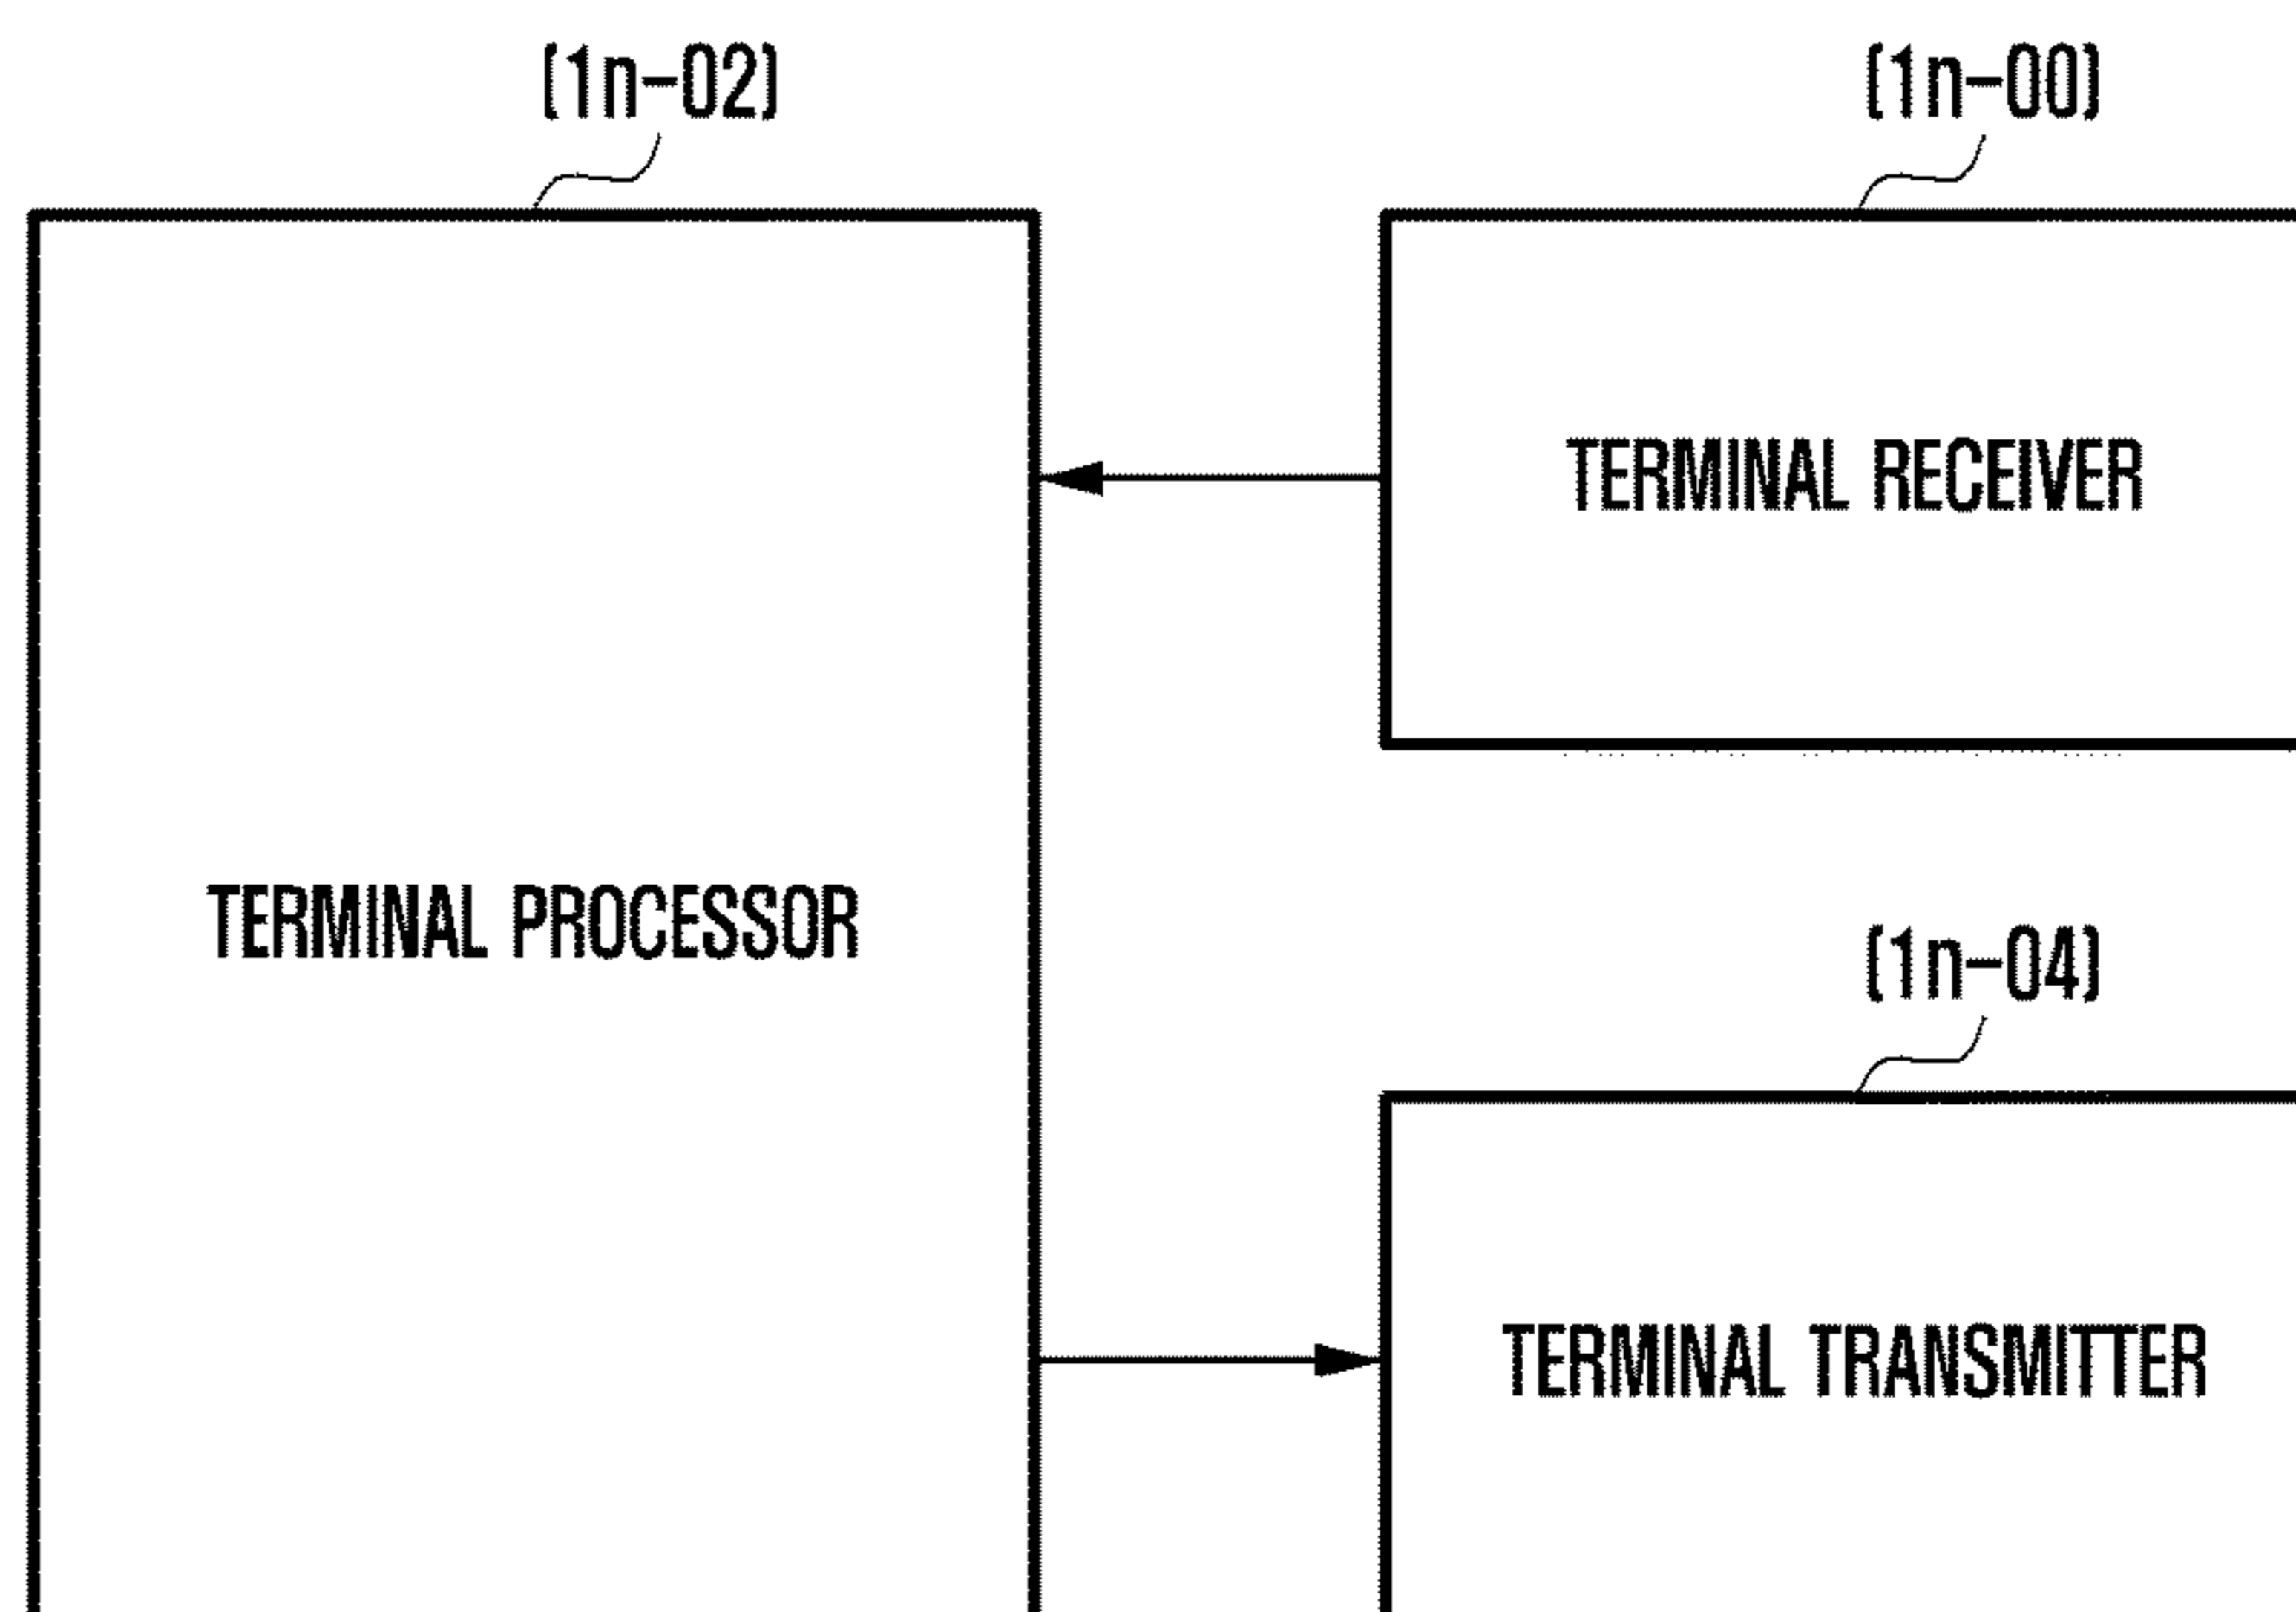 (1n-02)
(1n-00)
TERMINAL RECEIVER
TERMINAL PROCESSOR
(1n-04)
TERMINAL TRANSMITTER